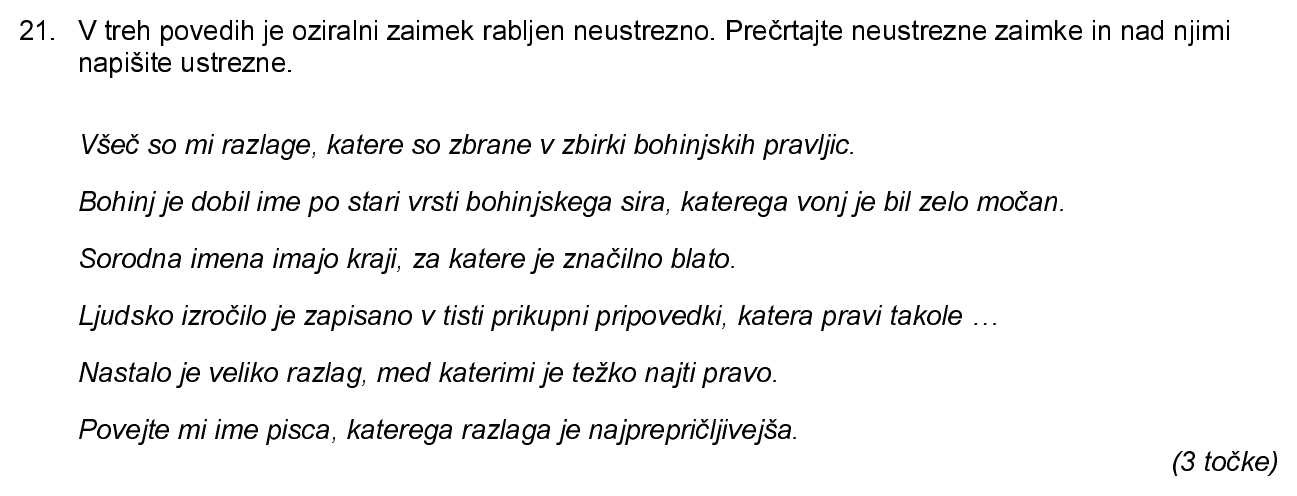 21. V treh povedih je oziralni zaimek rabljen neustrezno. Prečrtajte neustrezne zaimke in nad njimi
napišite ustrezne.
Všeč so mi razlage, katere so zbrane v zbirki bohinjskih pravljic.
Bohinj je dobil ime po stari vrsti bohinjskega sira, katerega vonj je bil zelo močan.
Sorodna imena imajo kraji, za katere je značilno blato.
Ljudsko izročilo je zapisano v tisti prikupni pripovedki, katera pravi takole …
Nastalo je veliko razlag, med katerimi je težko najti pravo.
Povejte mi ime pisca, katerega razlaga je najprepričljivejša.
(3 točke)